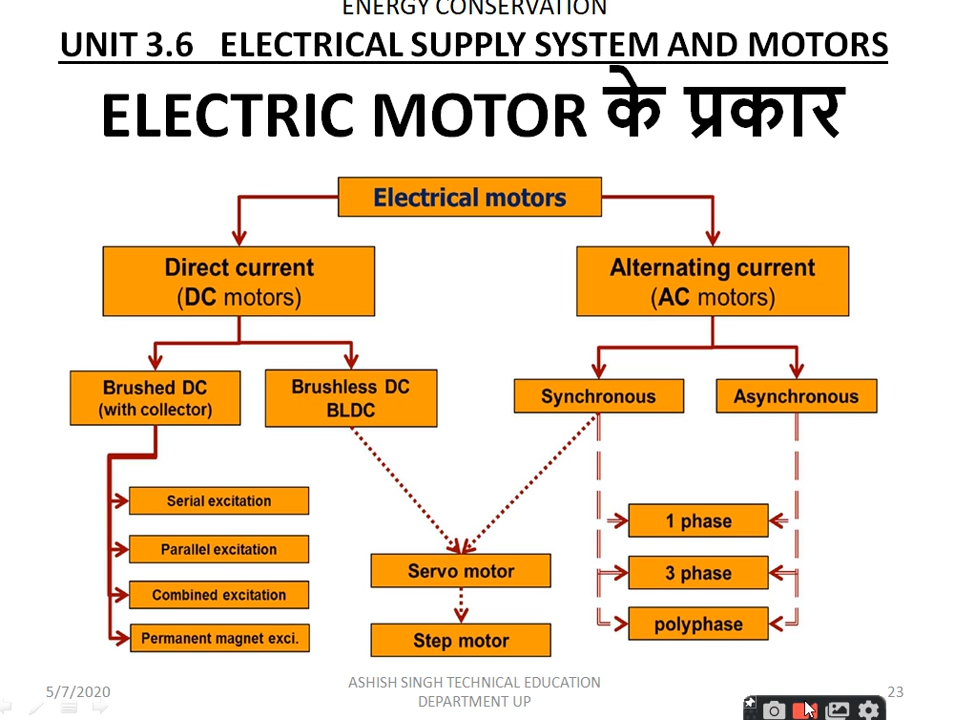 ENERGY CONSERVATION
UNIT 3.6 ELECTRICAL SUPPLY SYSTEM AND MOTORS
ELECTRIC MOTOR के प्रकार
Electrical motors
Direct current
(DC motors)
Alternating current
(AC motors)
Brushed DC
(with collector)
Brushless DC
BLDC
Synchronous
Asynchronous
Serial excitation
Parallel excitation
Combined excitation
Permanent magnet exci.
Servo motor
Step motor
1 phase
3 phase
polyphase
5/7/2020
ASHISH SINGH TECHNICAL EDUCATION
DEPARTMENT UP
23